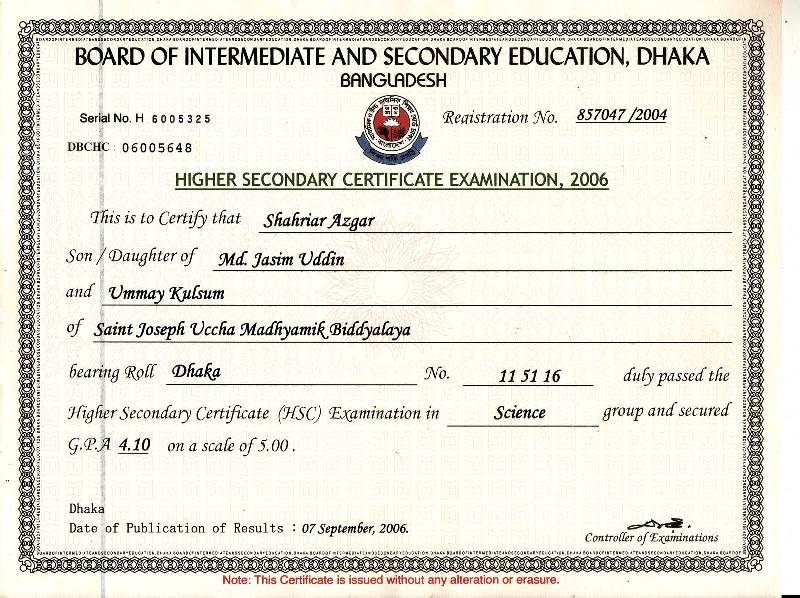 BOARD OF INTERMEDIATE AND SECONDARY EDUCATION, DHAKA
BANGLADESH
Serial No. H 6005325
Registration No. 857047 /2004
DBCHC : 06005648
HIGHER SECONDARY CERTIFICATE EXAMINATION, 2006
This is to Certify that Shahriar Azgar
Son / Daughter of Md. Jasim Uddin
and Ummay Kulsum
of Saint Joseph Uccha Madhyamik Biddyalaya
bearing Roll Dhaka No. 11 51 16 duly passed the
Higher Secondary Certificate (HSC) Examination in Science group and secured
G.P.A 4.10 on a scale of 5.00 .
Dhaka
Date of Publication of Results : 07 September, 2006.
Controller of Examinations
Note: This Certificate is issued without any alteration or erasure.